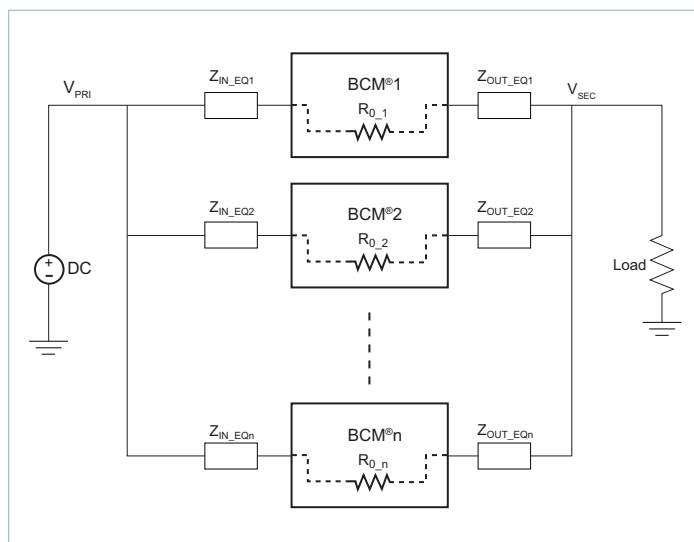 V_PRI
Z_IN_EQ1
BCM®1
R_0_1
Z_OUT_EQ1
V_SEC
Z_IN_EQ2
BCM®2
R_0_2
Z_OUT_EQ2
+
-
DC
Load
Z_IN_EQn
BCM®n
R_0_n
Z_OUT_EQn